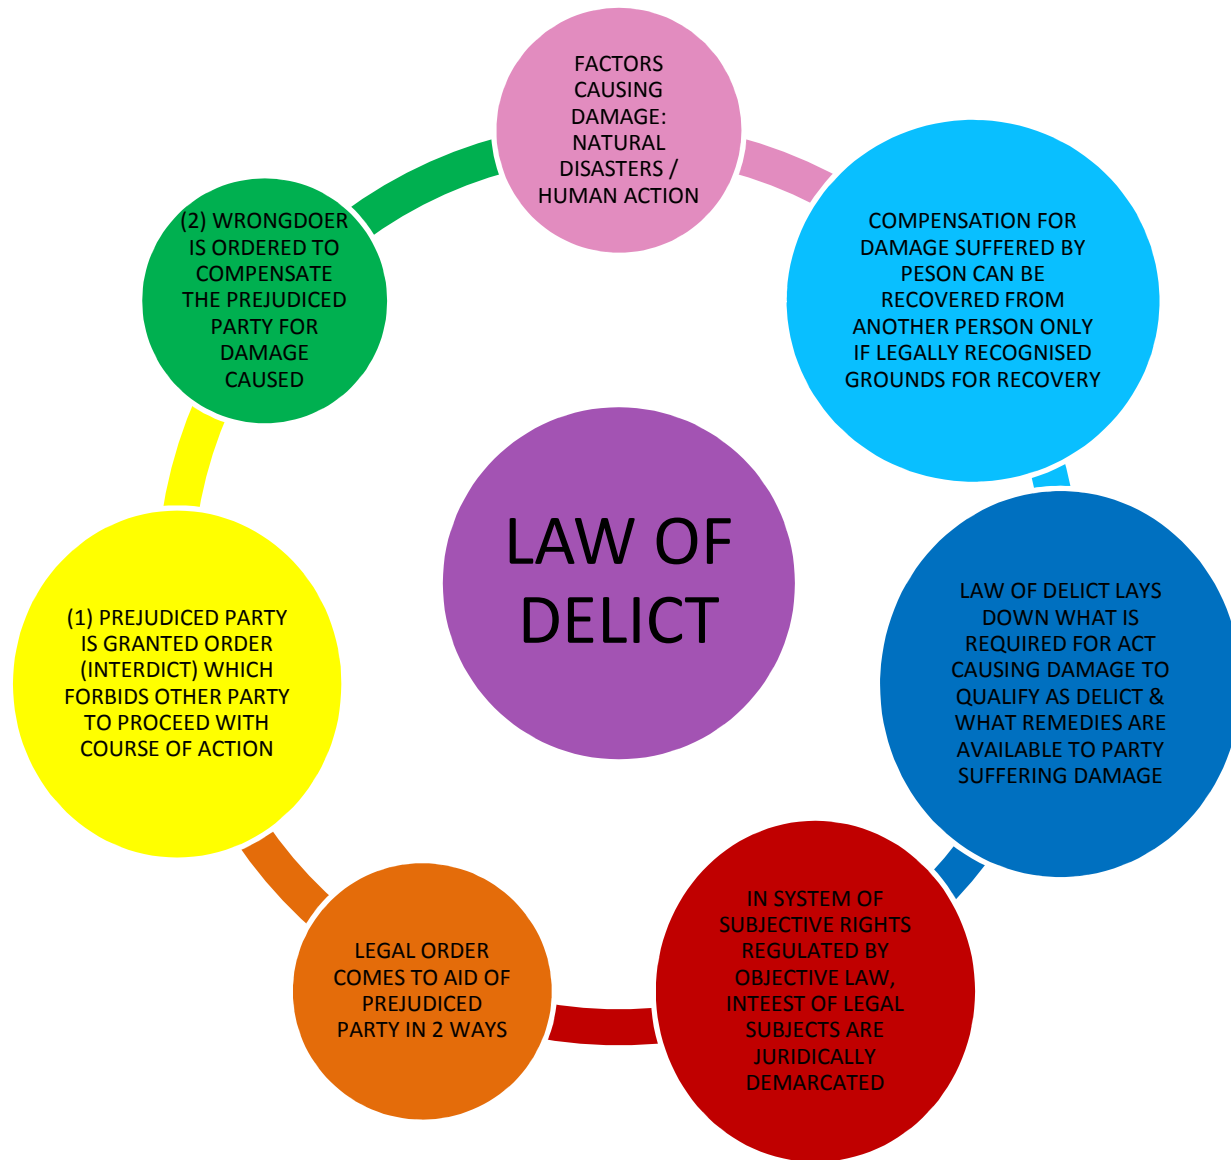 FACTORS
CAUSING
DAMAGE:
NATURAL
DISASTERS /
HUMAN ACTION
COMPENSATION FOR
DAMAGE SUFFERED BY
PESON CAN BE
RECOVERED FROM
ANOTHER PERSON ONLY
IF LEGALLY RECOGNISED
GROUNDS FOR RECOVERY
LAW OF DELICT LAYS
DOWN WHAT IS
REQUIRED FOR ACT
CAUSING DAMAGE TO
QUALIFY AS DELICT &
WHAT REMEDIES ARE
AVAILABLE TO PARTY
SUFFERING DAMAGE
IN SYSTEM OF
SUBJECTIVE RIGHTS
REGULATED BY
OBJECTIVE LAW,
INTEEST OF LEGAL
SUBJECTS ARE
JURIDICALLY
DEMARCATED
LEGAL ORDER
COMES TO AID OF
PREJUDICED
PARTY IN 2 WAYS
(1) PREJUDICED PARTY
IS GRANTED ORDER
(INTERDICT) WHICH
FORBIDS OTHER PARTY
TO PROCEED WITH
COURSE OF ACTION
(2) WRONGDOER
IS ORDERED TO
COMPENSATE
THE PREJUDICED
PARTY FOR
DAMAGE
CAUSED
LAW OF
DELICT